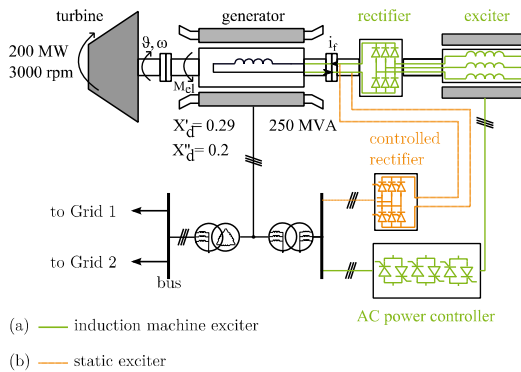 turbine
generator
rectifier
exciter
200 MW
3000 rpm
ϑ, ω
i_f
M_el
X'_d = 0.29
250 MVA
X''_d = 0.2
controlled
rectifier
to Grid 1
to Grid 2
bus
AC power controller
(a) induction machine exciter
(b) static exciter